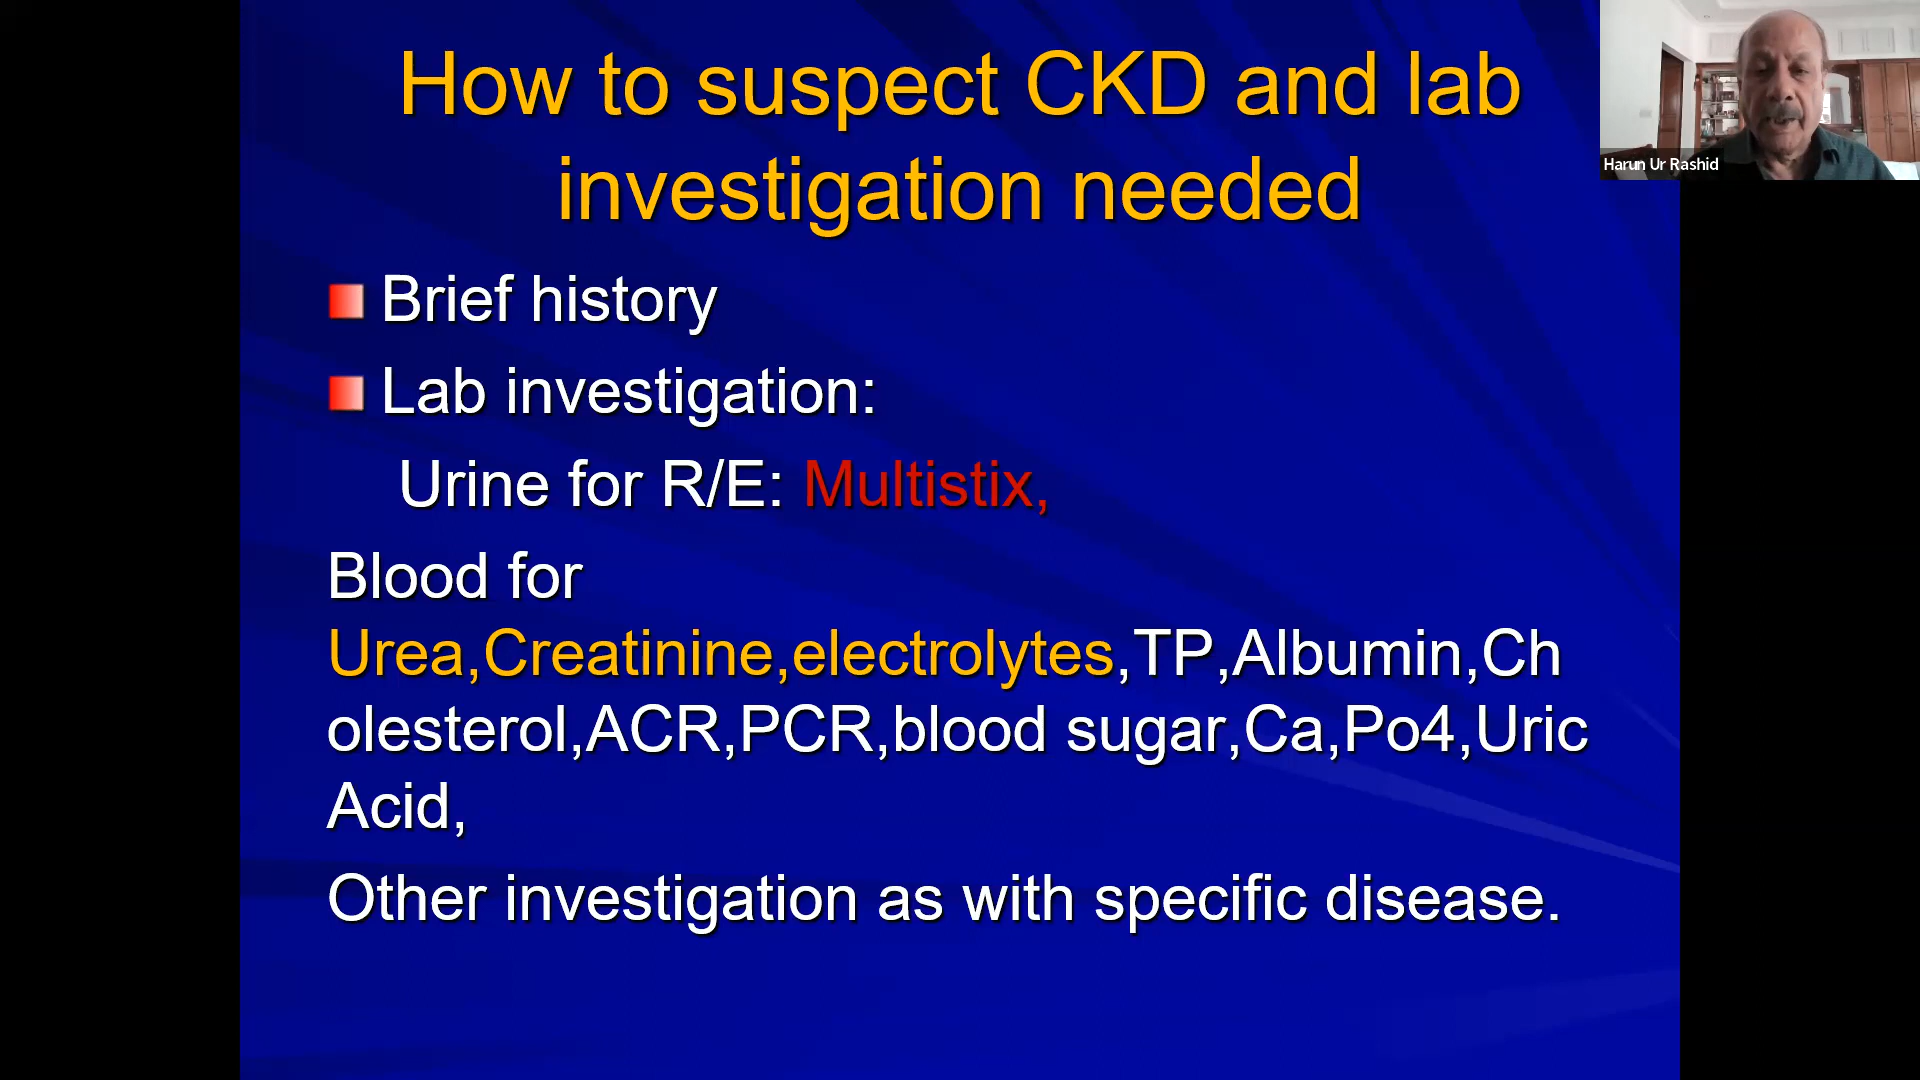 How to suspect CKD and lab
investigation needed
Harun Ur Rashid
Brief history
Lab investigation:
Urine for R/E: Multistix,
Blood for
Urea,Creatinine,electrolytes,TP,Albumin,Ch
olesterol,ACR,PCR,blood sugar,Ca,Po4,Uric
Acid,
Other investigation as with specific disease.